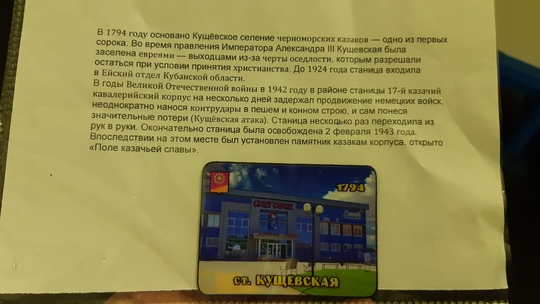 В 1794 году основано Кущёвское селение черноморских казаков — одно из первых
сорока. Во время правления Императора Александра III Кущевская была
заселена евреями — выходцами из-за черты оседлости, которым разрешали
остаться при условии принятия христианства. До 1924 года станица входила
в Ейский отдел Кубанской области.
В годы Великой Отечественной войны в 1942 году в районе станицы 17-й казачий
кавалерийский корпус на несколько дней задержал продвижение немецких войск,
неоднократно нанося контрудары в пешем и конном строю, и сам понеся
значительные потери (Кущёвская атака). Станица несколько раз переходила из
рук в руки. Окончательно станица была освобождена 2 февраля 1943 года.
Впоследствии на этом месте был установлен памятник казакам корпуса, открыто
«Поле казачьей славы».
1794
ст. КУЩЕВСКАЯ